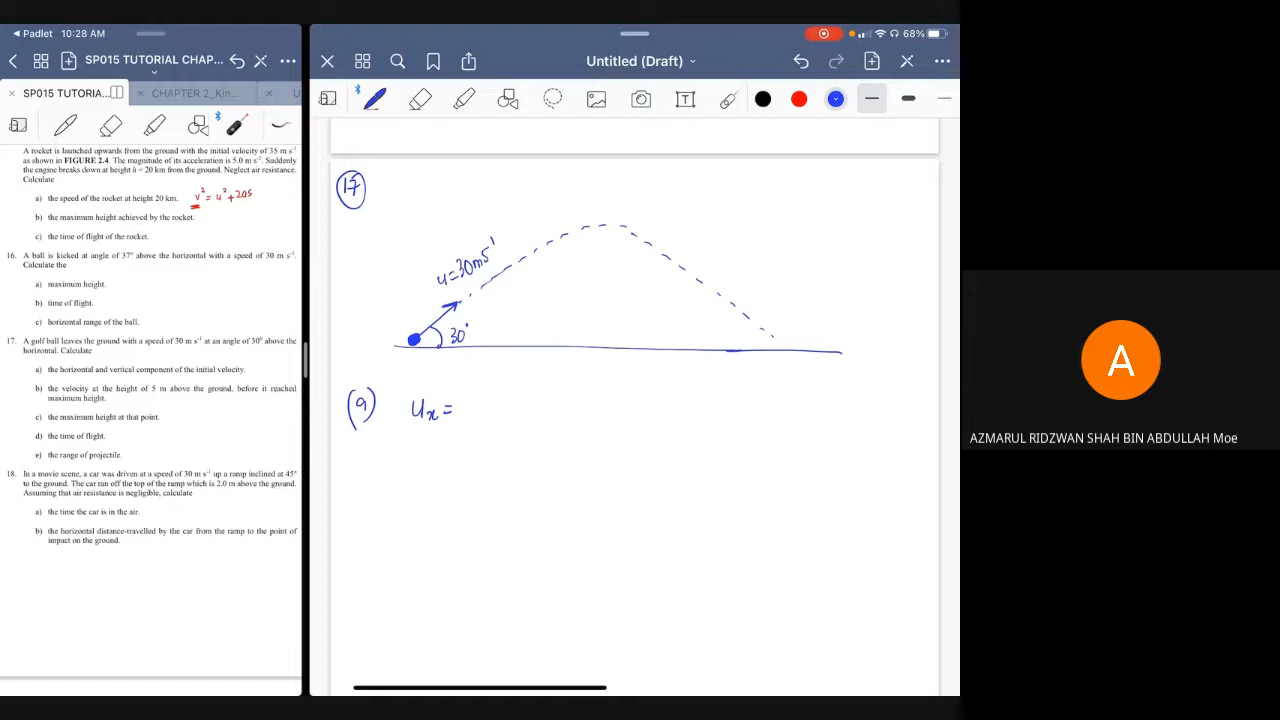 Padlet 10:28 AM
68%
SP015 TUTORIAL CHAP...
Untitled (Draft)
SP015 TUTORIA...
CHAPTER 2_Kin...
U
A rocket is launched upwards from the ground with the initial velocity of 35 m s⁻¹
as shown in FIGURE 2.4. The magnitude of its acceleration is 5.0 m s⁻². Suddenly
the engine breaks down at height h = 20 km from the ground. Neglect air resistance.
Calculate
a) the speed of the rocket at height 20 km. v² = u² + 2as
b) the maximum height achieved by the rocket.
c) the time of flight of the rocket.
16. A ball is kicked at angle of 37° above the horizontal with a speed of 30 m s⁻¹.
Calculate the
a) maximum height.
b) time of flight.
c) horizontal range of the ball.
17. A golf ball leaves the ground with a speed of 30 m s⁻¹ at an angle of 30⁰ above the
horizontal. Calculate
a) the horizontal and vertical component of the initial velocity.
b) the velocity at the height of 5 m above the ground, before it reached
maximum height.
c) the maximum height at that point.
d) the time of flight.
e) the range of projectile.
18. In a movie scene, a car was driven at a speed of 30 m s⁻¹ up a ramp inclined at 45°
to the ground. The car ran off the top of the ramp which is 2.0 m above the ground.
Assuming that air resistance is negligible, calculate
a) the time the car is in the air.
b) the horizontal distance-travelled by the car from the ramp to the point of
impact on the ground.
17
u=30ms⁻¹
30°
(a) uₓ =
A
AZMARUL RIDZWAN SHAH BIN ABDULLAH Moe